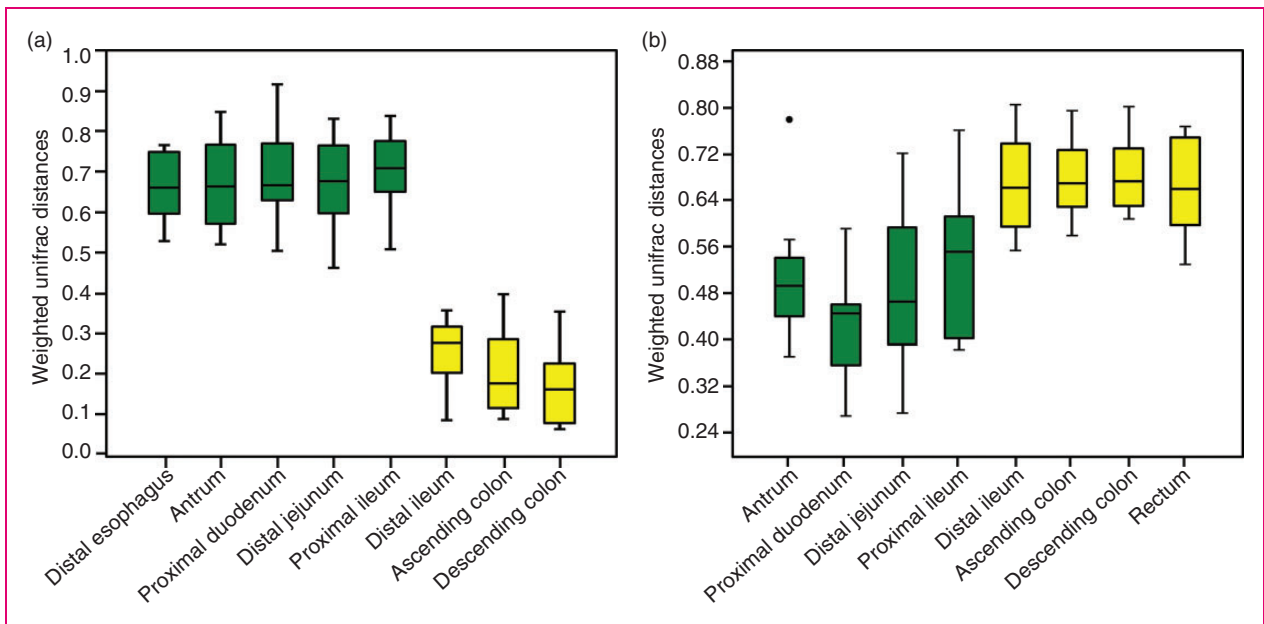 (a)
Weighted unifrac distances
1.0
0.9
0.8
0.7
0.6
0.5
0.4
0.3
0.2
0.1
0.0
Distal esophagus
Antrum
Proximal duodenum
Distal jejunum
Proximal ileum
Distal ileum
Ascending colon
Descending colon
(b)
Weighted unifrac distances
0.88
0.80
0.72
0.64
0.56
0.48
0.40
0.32
0.24
Antrum
Proximal duodenum
Distal jejunum
Proximal ileum
Distal ileum
Ascending colon
Descending colon
Rectum